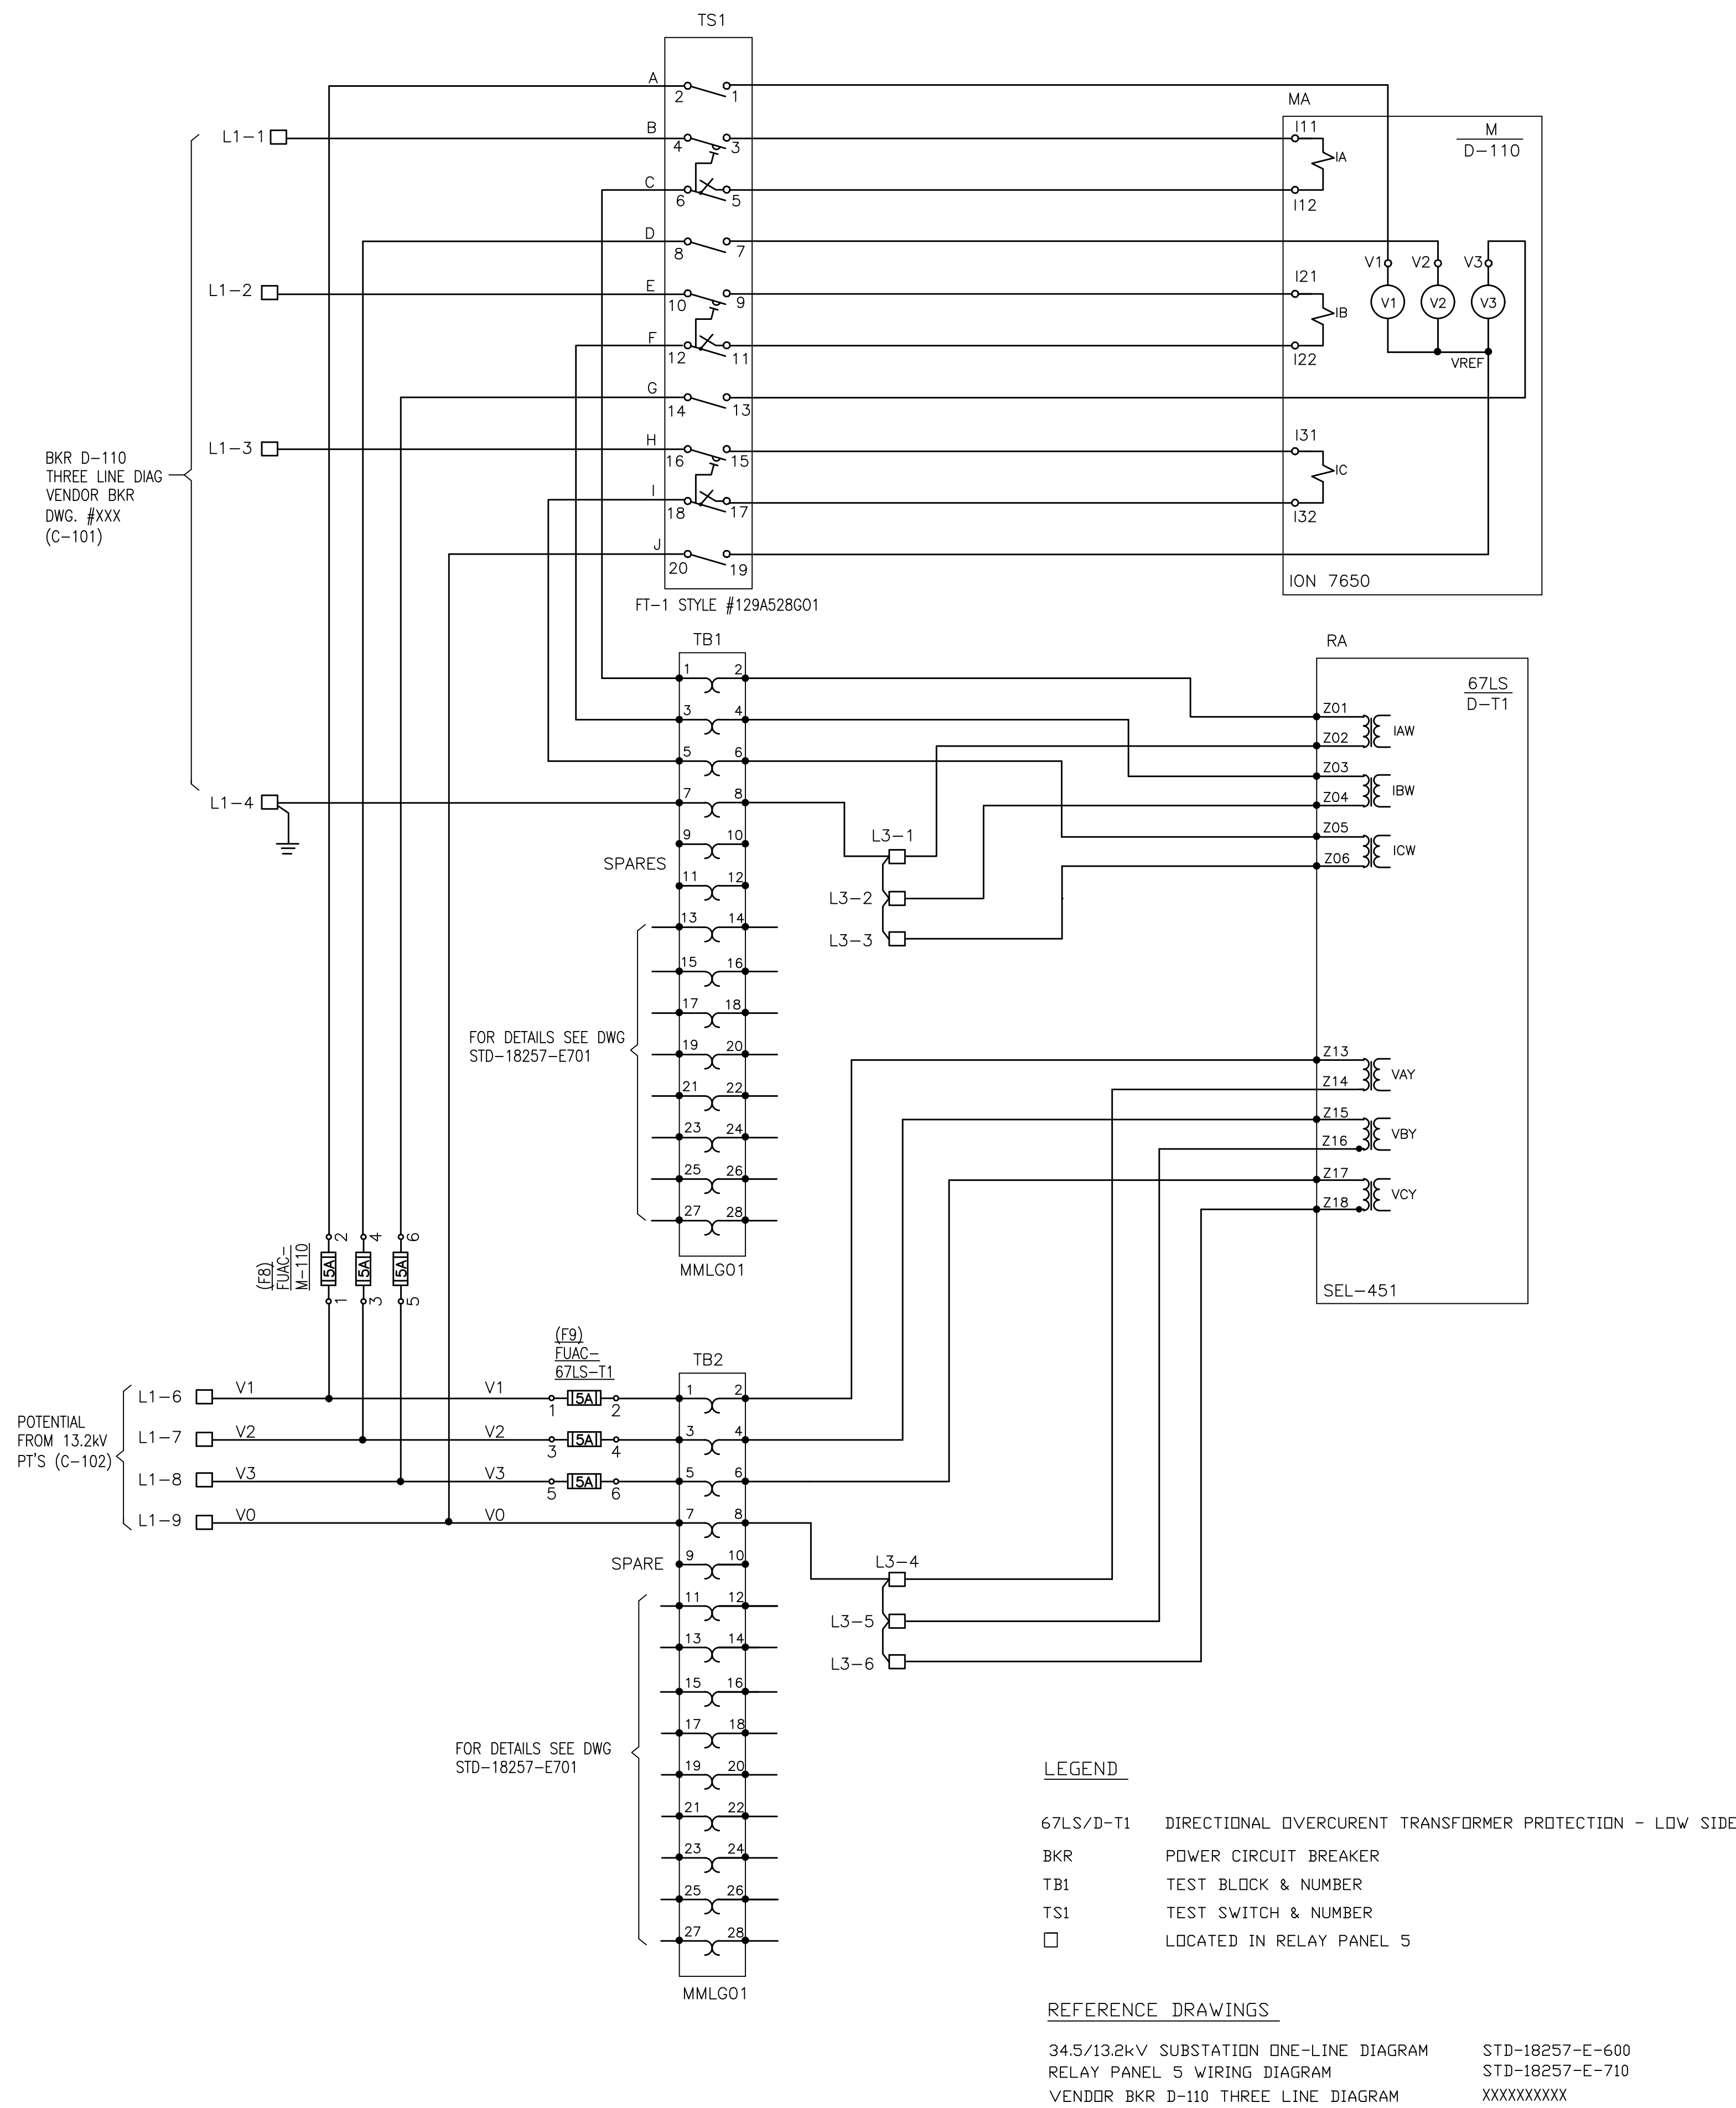 TS1
A
2
1
MA
L1-1
B
4
3
I11
M
D-110
IA
C
6
5
I12
D
8
7
V1
V2
V3
L1-2
E
10
9
I21
V1
V2
V3
IB
F
12
11
I22
VREF
G
14
13
L1-3
H
16
15
I31
BKR D-110
THREE LINE DIAG
VENDOR BKR
DWG. #XXX
(C-101)
IC
I
18
17
I32
J
20
19
ION 7650
FT-1 STYLE #129A528G01
TB1
RA
1
2
67LS
D-T1
3
4
Z01
IAW
Z02
5
6
Z03
IBW
L1-4
7
8
Z04
9
10
L3-1
Z05
ICW
SPARES
Z06
11
12
L3-2
13
14
L3-3
15
16
17
18
FOR DETAILS SEE DWG
STD-18257-E701
19
20
Z13
VAY
21
22
Z14
23
24
Z15
VBY
Z16
25
26
Z17
VCY
27
28
Z18
(F8)
FUAC-
M-110
2
4
6
5A
5A
5A
1
3
5
MMLG01
SEL-451
(F9)
FUAC-
67LS-T1
TB2
L1-6
V1
V1
1
5A
2
1
2
POTENTIAL
FROM 13.2kV
PT'S (C-102)
L1-7
V2
V2
3
5A
4
3
4
L1-8
V3
V3
5
5A
6
5
6
L1-9
V0
V0
7
8
SPARE
9
10
L3-4
11
12
L3-5
13
14
L3-6
15
16
17
18
FOR DETAILS SEE DWG
STD-18257-E701
19
20
21
22
23
24
25
26
27
28
MMLG01
LEGEND
67LS/D-T1 DIRECTIONAL OVERCURENT TRANSFORMER PROTECTION - LOW SIDE
BKR POWER CIRCUIT BREAKER
TB1 TEST BLOCK & NUMBER
TS1 TEST SWITCH & NUMBER
LOCATED IN RELAY PANEL 5
REFERENCE DRAWINGS
34.5/13.2kV SUBSTATION ONE-LINE DIAGRAM STD-18257-E-600
RELAY PANEL 5 WIRING DIAGRAM STD-18257-E-710
VENDOR BKR D-110 THREE LINE DIAGRAM XXXXXXXXXX